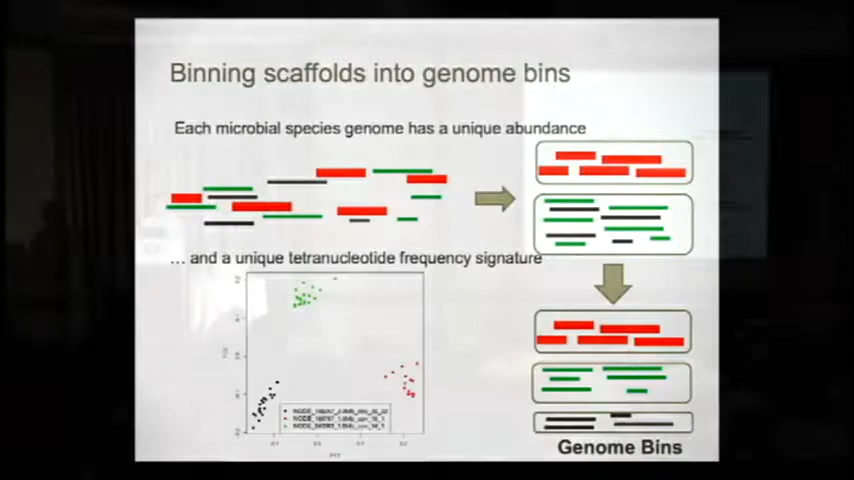 Binning scaffolds into genome bins
Each microbial species genome has a unique abundance
... and a unique tetranucleotide frequency signature
Genome Bins